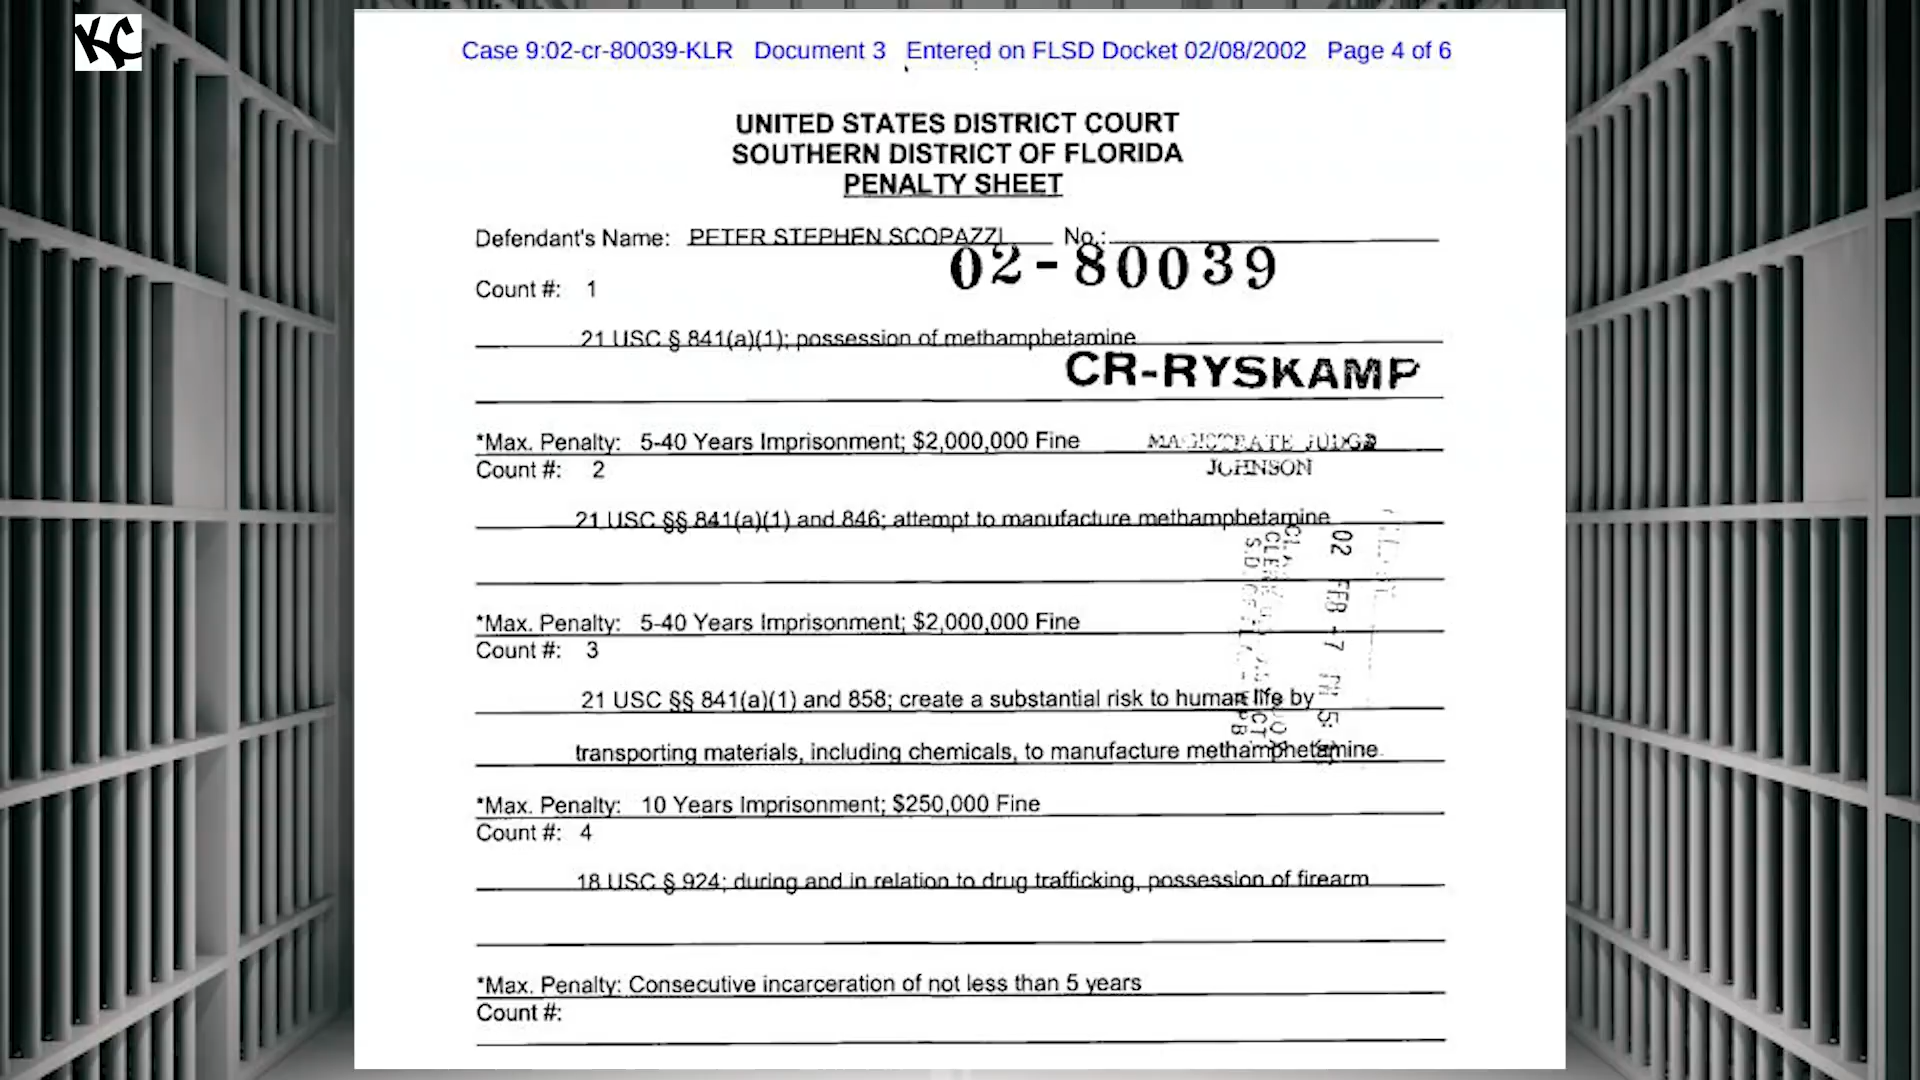 KC
Case 9:02-cr-80039-KLR Document 3 Entered on FLSD Docket 02/08/2002 Page 4 of 6
UNITED STATES DISTRICT COURT
SOUTHERN DISTRICT OF FLORIDA
PENALTY SHEET
Defendant's Name: PETER STEPHEN SCOPAZZI No.:
02-80039
Count #: 1
21 USC § 841(a)(1); possession of methamphetamine
CR-RYSKAMP
*Max. Penalty: 5-40 Years Imprisonment; $2,000,000 Fine
MAGISTRATE JUDGE
JOHNSON
Count #: 2
21 USC §§ 841(a)(1) and 846; attempt to manufacture methamphetamine
*Max. Penalty: 5-40 Years Imprisonment; $2,000,000 Fine
Count #: 3
21 USC §§ 841(a)(1) and 858; create a substantial risk to human life by
transporting materials, including chemicals, to manufacture methamphetamine
02 FEB -7
*Max. Penalty: 10 Years Imprisonment; $250,000 Fine
Count #: 4
18 USC § 924; during and in relation to drug trafficking, possession of firearm
*Max. Penalty: Consecutive incarceration of not less than 5 years
Count #: